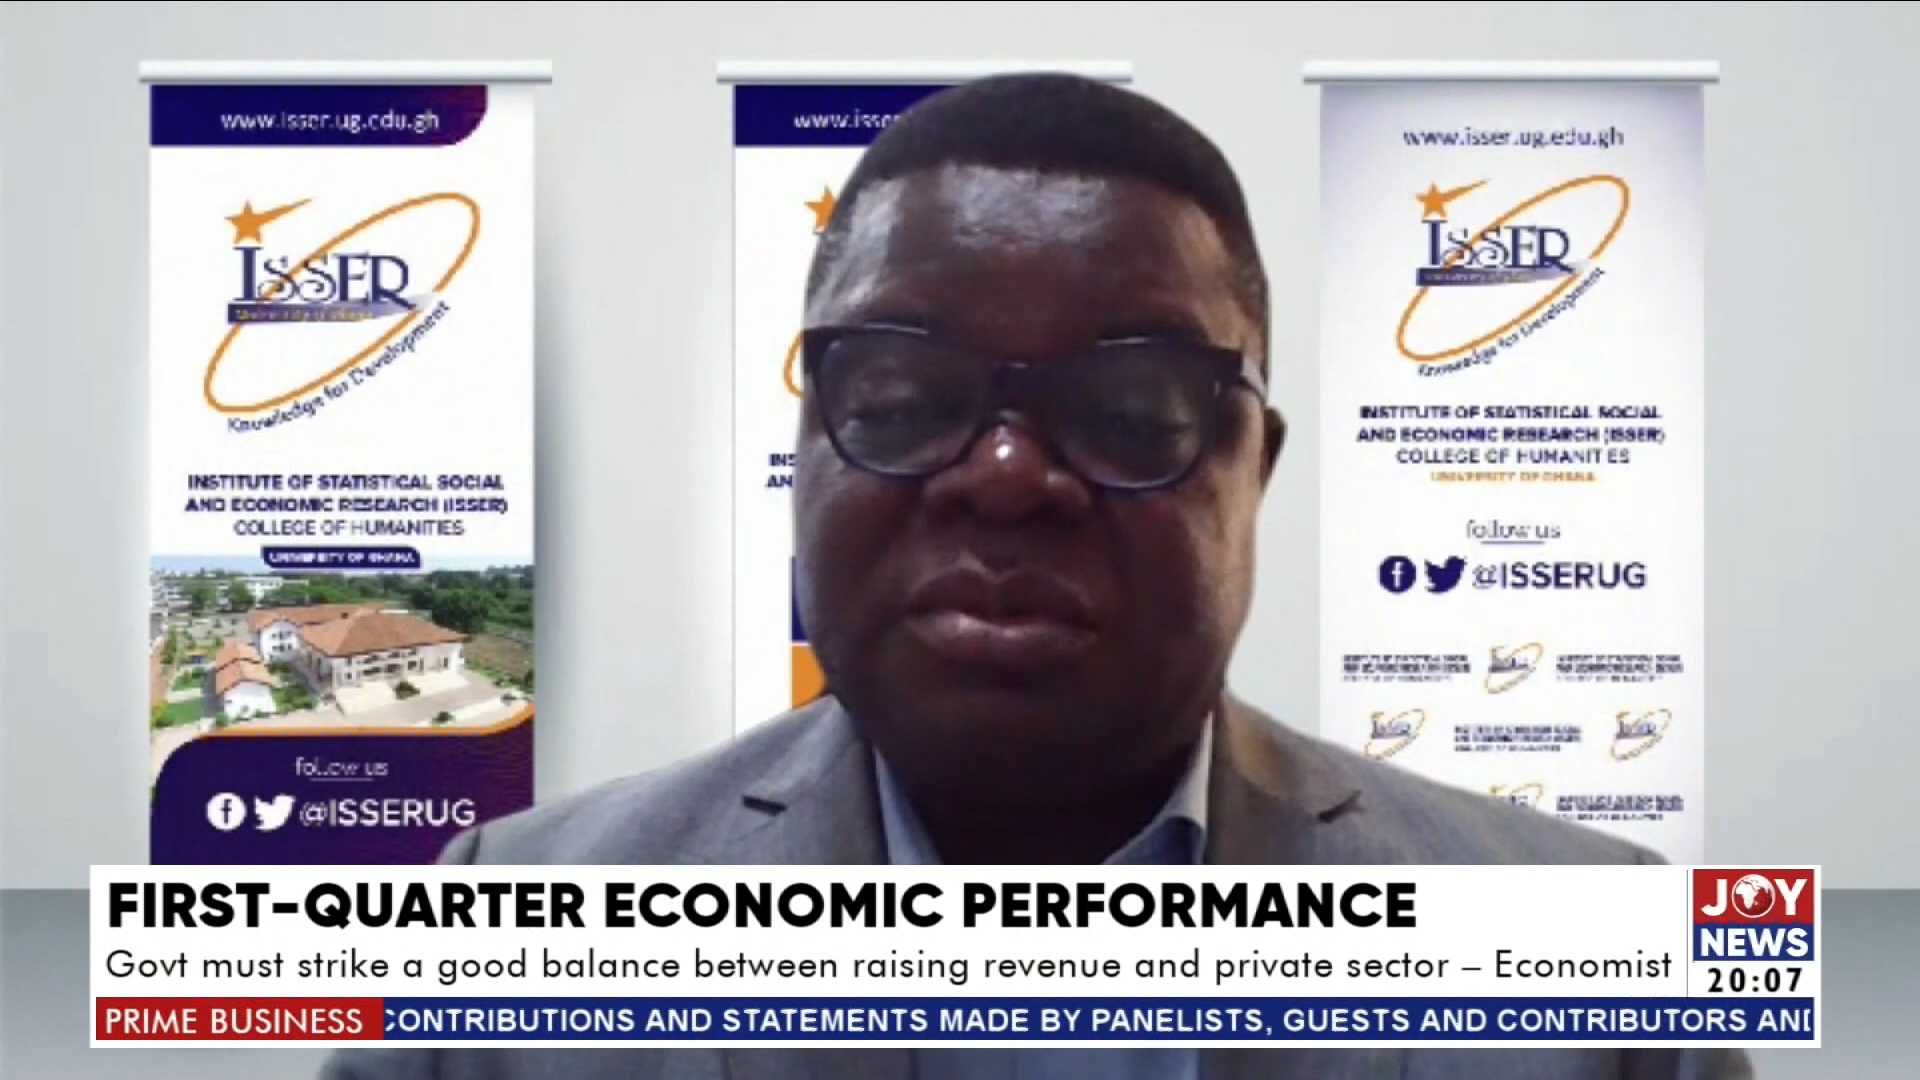 www.isser.ug.edu.gh
ISSER
Knowledge for Development
INSTITUTE OF STATISTICAL SOCIAL
AND ECONOMIC RESEARCH (ISSER)
COLLEGE OF HUMANITIES
UNIVERSITY OF GHANA
follow us
@ISSERUG
www.isser
INS
AN
www.isser.ug.edu.gh
ISSER
Knowledge for Development
INSTITUTE OF STATISTICAL SOCIAL
AND ECONOMIC RESEARCH (ISSER)
COLLEGE OF HUMANITIES
UNIVERSITY OF GHANA
follow us
@ISSERUG
FIRST-QUARTER ECONOMIC PERFORMANCE
Govt must strike a good balance between raising revenue and private sector – Economist
JOY
NEWS
20:07
PRIME BUSINESS
CONTRIBUTIONS AND STATEMENTS MADE BY PANELISTS, GUESTS AND CONTRIBUTORS AND